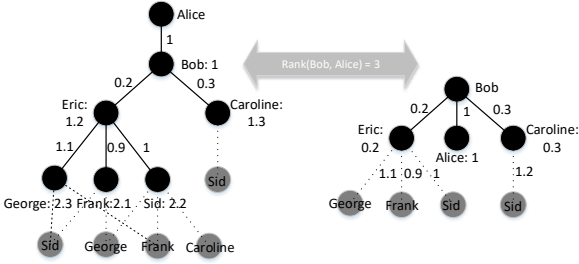 Alice
1
Bob: 1
Rank(Bob, Alice) = 3
Bob
0.2
0.3
0.2
1
0.3
Eric:
1.2
Caroline:
1.3
Eric:
0.2
Alice: 1
Caroline:
0.3
1.1
0.9
1
1.1
0.9
1
1.2
Sid
George: 2.3
Frank:2.1
Sid: 2.2
George
Frank
Sid
Sid
Sid
George
Frank
Caroline